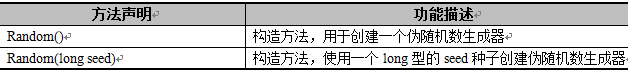 方法声明 功能描述
Random() 构造方法，用于创建一个伪随机数生成器
Random(long seed) 构造方法，使用一个 long 型的 seed 种子创建伪随机数生成器